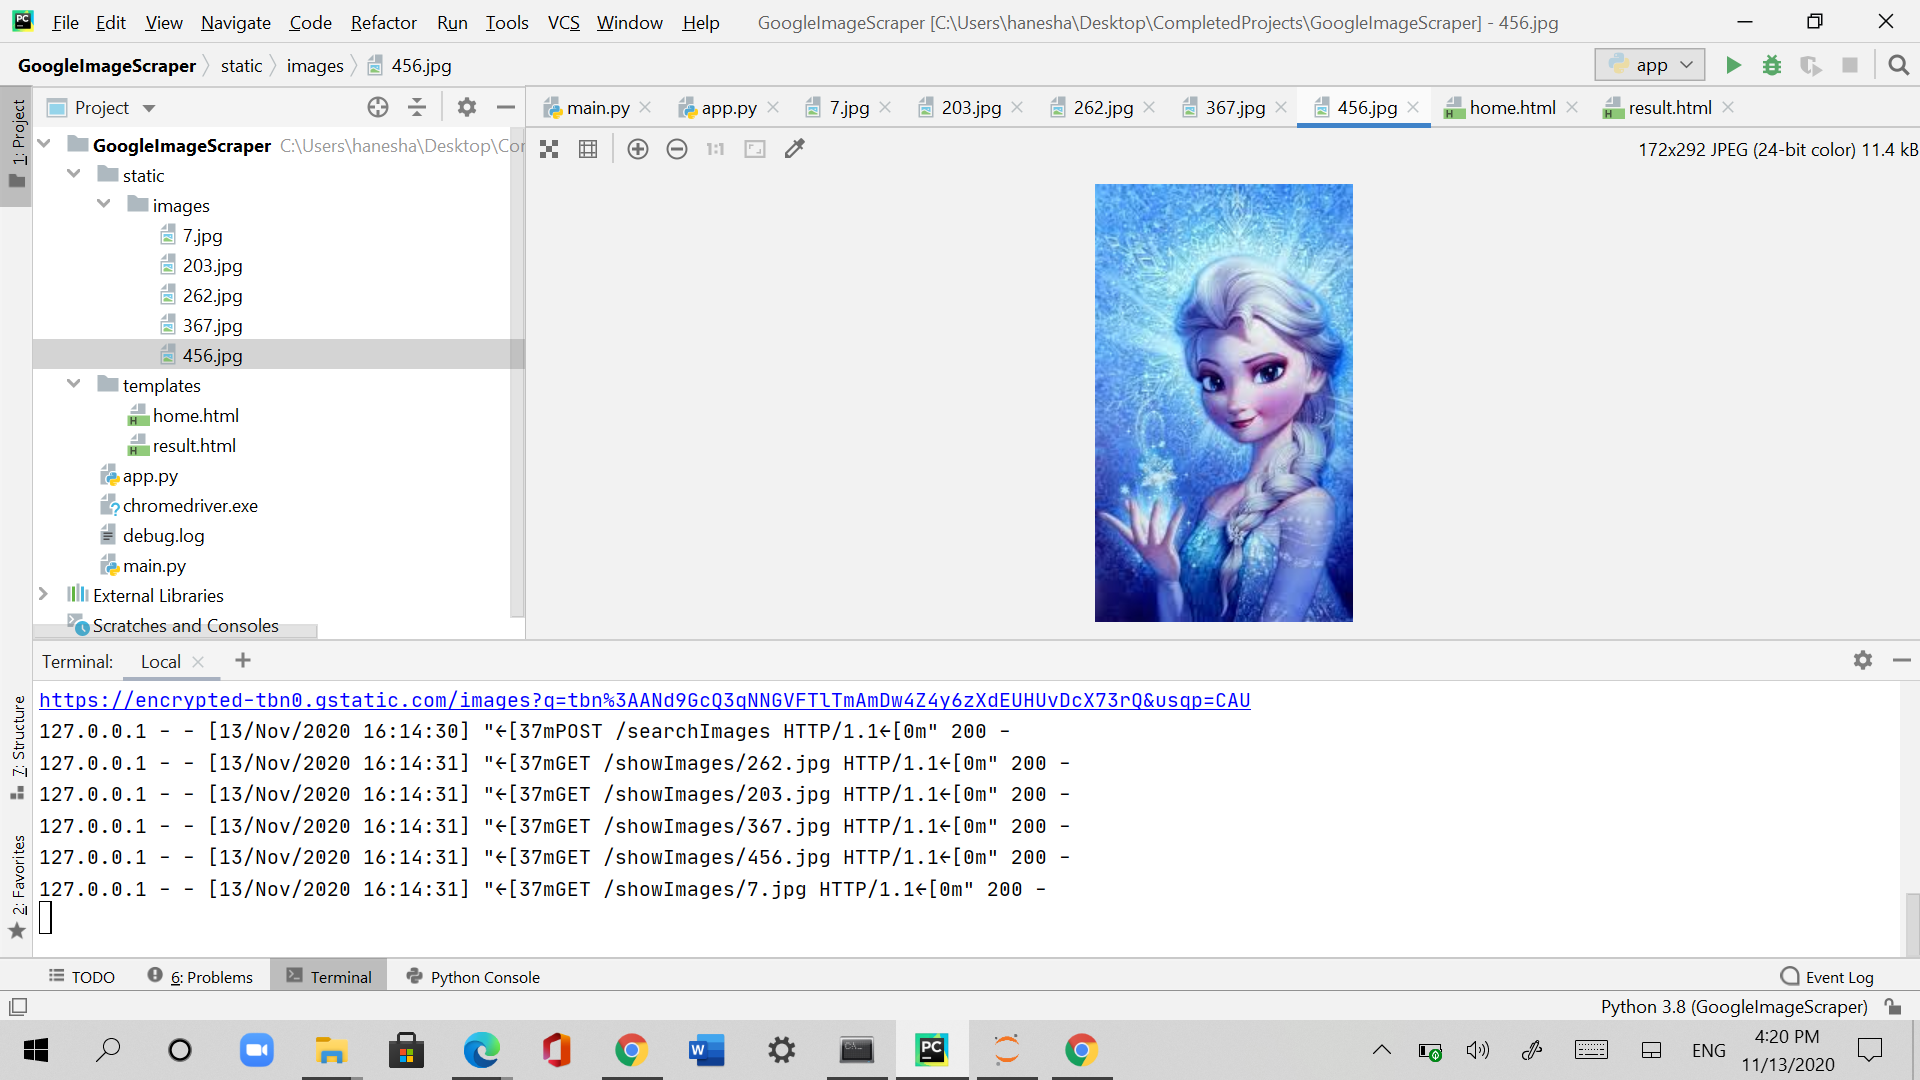 File Edit View Navigate Code Refactor Run Tools VCS Window Help GoogleImageScraper [C:\Users\hanesha\Desktop\CompletedProjects\GoogleImageScraper] - 456.jpg
GoogleImageScraper static images 456.jpg app
1: Project
Project main.py app.py 7.jpg 203.jpg 262.jpg 367.jpg 456.jpg home.html result.html
GoogleImageScraper C:\Users\hanesha\Desktop\Cor
1:1 172x292 JPEG (24-bit color) 11.4 kB
static
images
7.jpg
203.jpg
262.jpg
367.jpg
456.jpg
templates
home.html
result.html
app.py
chromedriver.exe
debug.log
main.py
External Libraries
Scratches and Consoles
Terminal: Local
7: Structure
2: Favorites
https://encrypted-tbn0.gstatic.com/images?q=tbn%3AANd9GcQ3qNNGVFTlTmAmDw4Z4y6zXdEUHUvDcX73rQ&usqp=CAU
127.0.0.1 - - [13/Nov/2020 16:14:30] "←[37mPOST /searchImages HTTP/1.1←[0m" 200 -
127.0.0.1 - - [13/Nov/2020 16:14:31] "←[37mGET /showImages/262.jpg HTTP/1.1←[0m" 200 -
127.0.0.1 - - [13/Nov/2020 16:14:31] "←[37mGET /showImages/203.jpg HTTP/1.1←[0m" 200 -
127.0.0.1 - - [13/Nov/2020 16:14:31] "←[37mGET /showImages/367.jpg HTTP/1.1←[0m" 200 -
127.0.0.1 - - [13/Nov/2020 16:14:31] "←[37mGET /showImages/456.jpg HTTP/1.1←[0m" 200 -
127.0.0.1 - - [13/Nov/2020 16:14:31] "←[37mGET /showImages/7.jpg HTTP/1.1←[0m" 200 -
TODO 6: Problems Terminal Python Console Event Log
Python 3.8 (GoogleImageScraper)
PC ENG 4:20 PM
11/13/2020